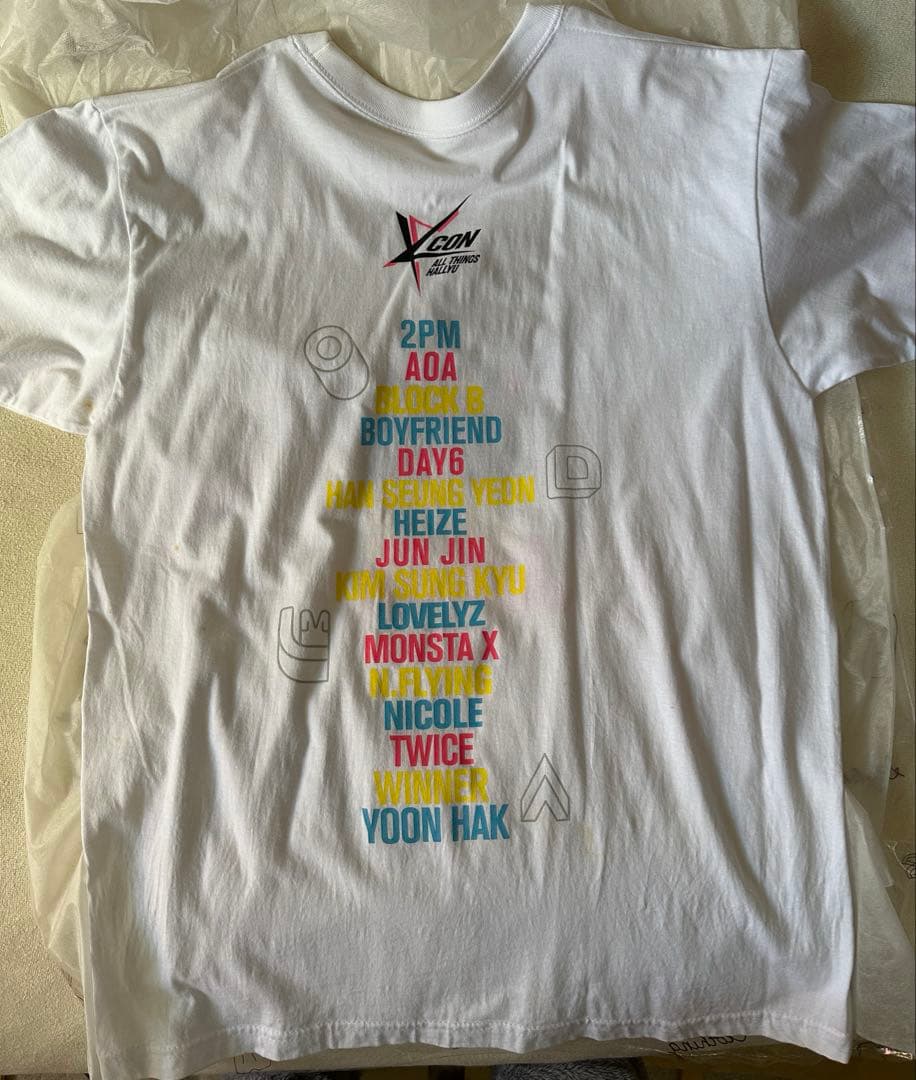 KCON
ALL THINGS
HALLYU
2PM
AOA
BLOCK B
BOYFRIEND
DAY6
HAN SEUNG YEON
HEIZE
JUN JIN
KIM SUNG KYU
LOVELYZ
MONSTA X
N.FLYING
NICOLE
TWICE
WINNER
YOON HAK
D
Clothing